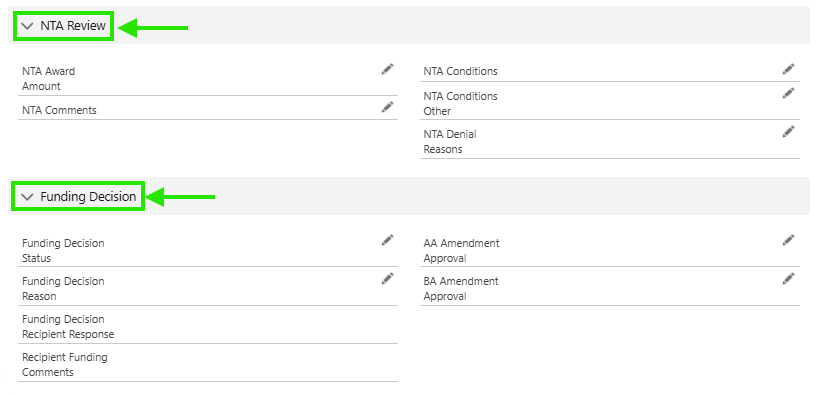 NTA Review
NTA Award
Amount
NTA Comments
NTA Conditions
NTA Conditions
Other
NTA Denial
Reasons
Funding Decision
Funding Decision
Status
Funding Decision
Reason
Funding Decision
Recipient Response
Recipient Funding
Comments
AA Amendment
Approval
BA Amendment
Approval